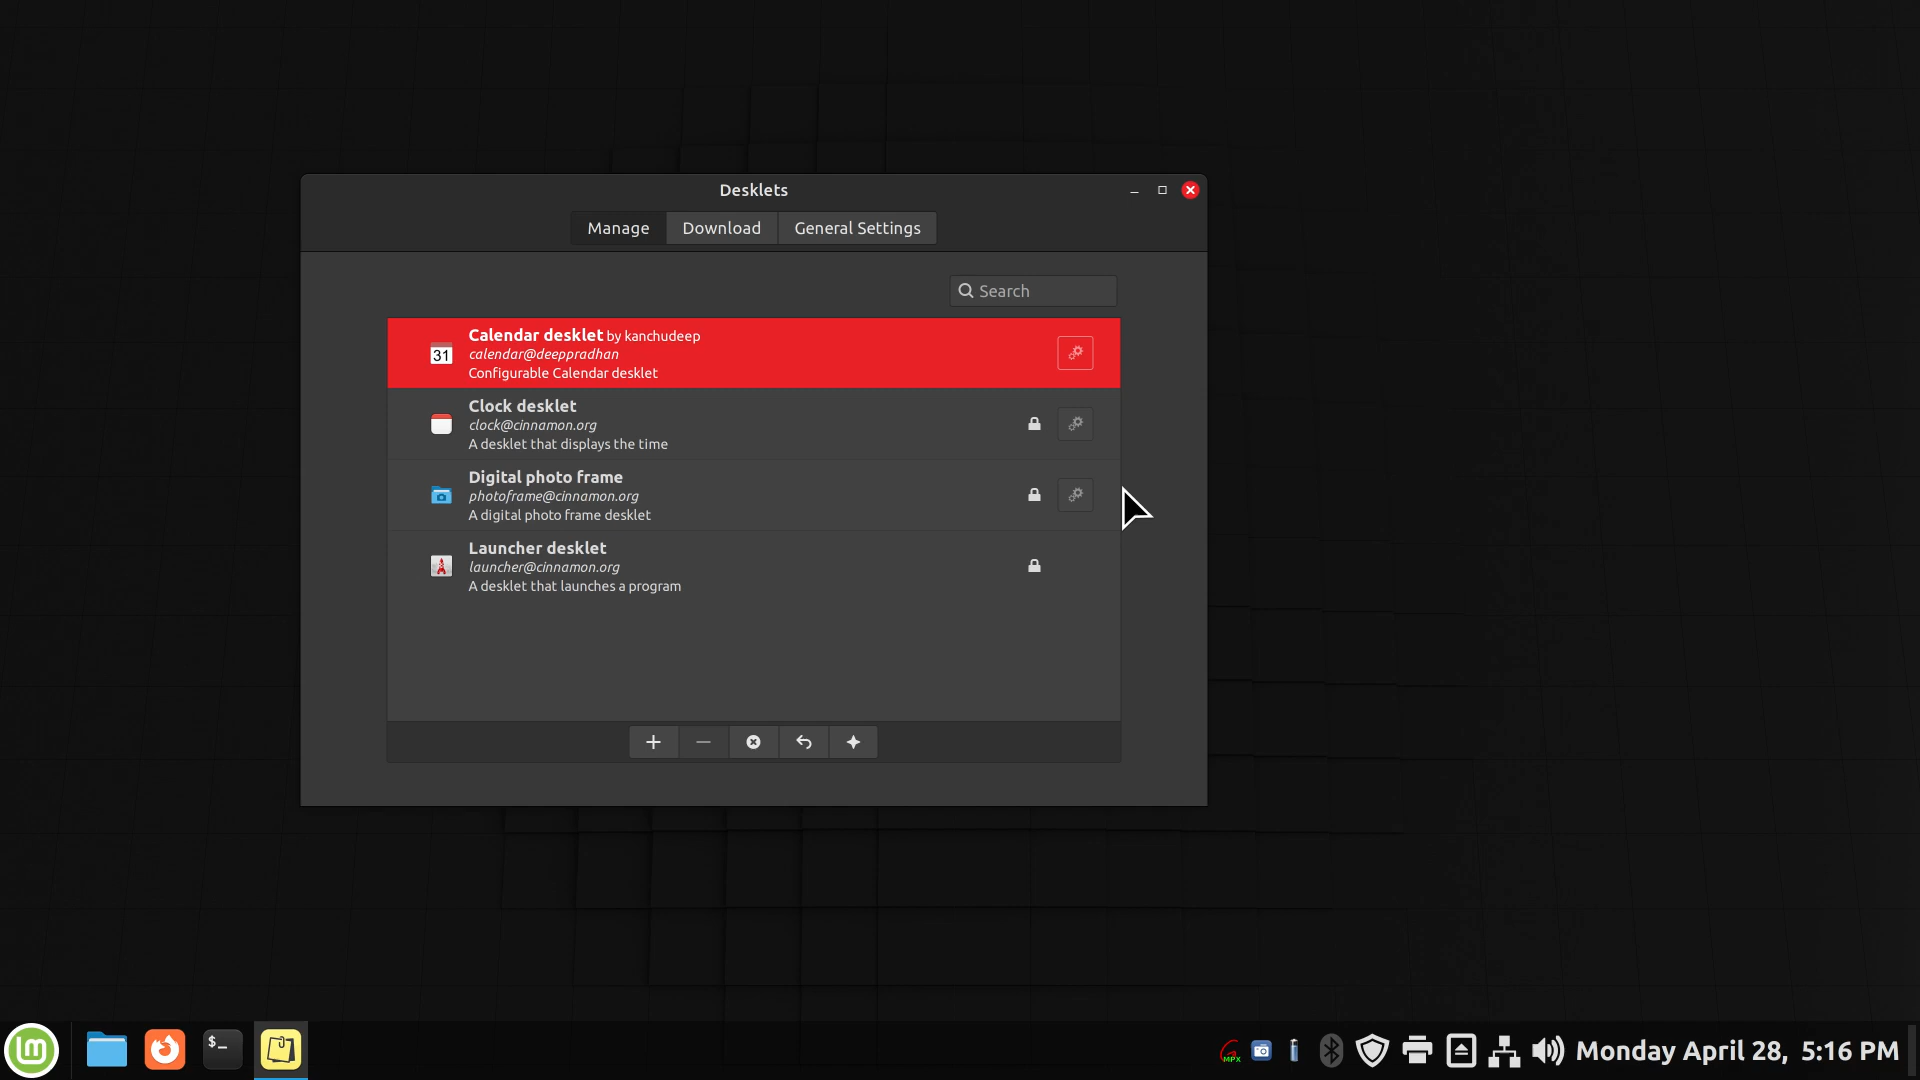 Desklets
Manage
Download
General Settings
Search
Calendar desklet by kanchudeep
calendar@deeppradhan
Configurable Calendar desklet
31
Clock desklet
clock@cinnamon.org
A desklet that displays the time
Digital photo frame
photoframe@cinnamon.org
A digital photo frame desklet
Launcher desklet
launcher@cinnamon.org
A desklet that launches a program
lm
$_
MPX
Monday April 28, 5:16 PM